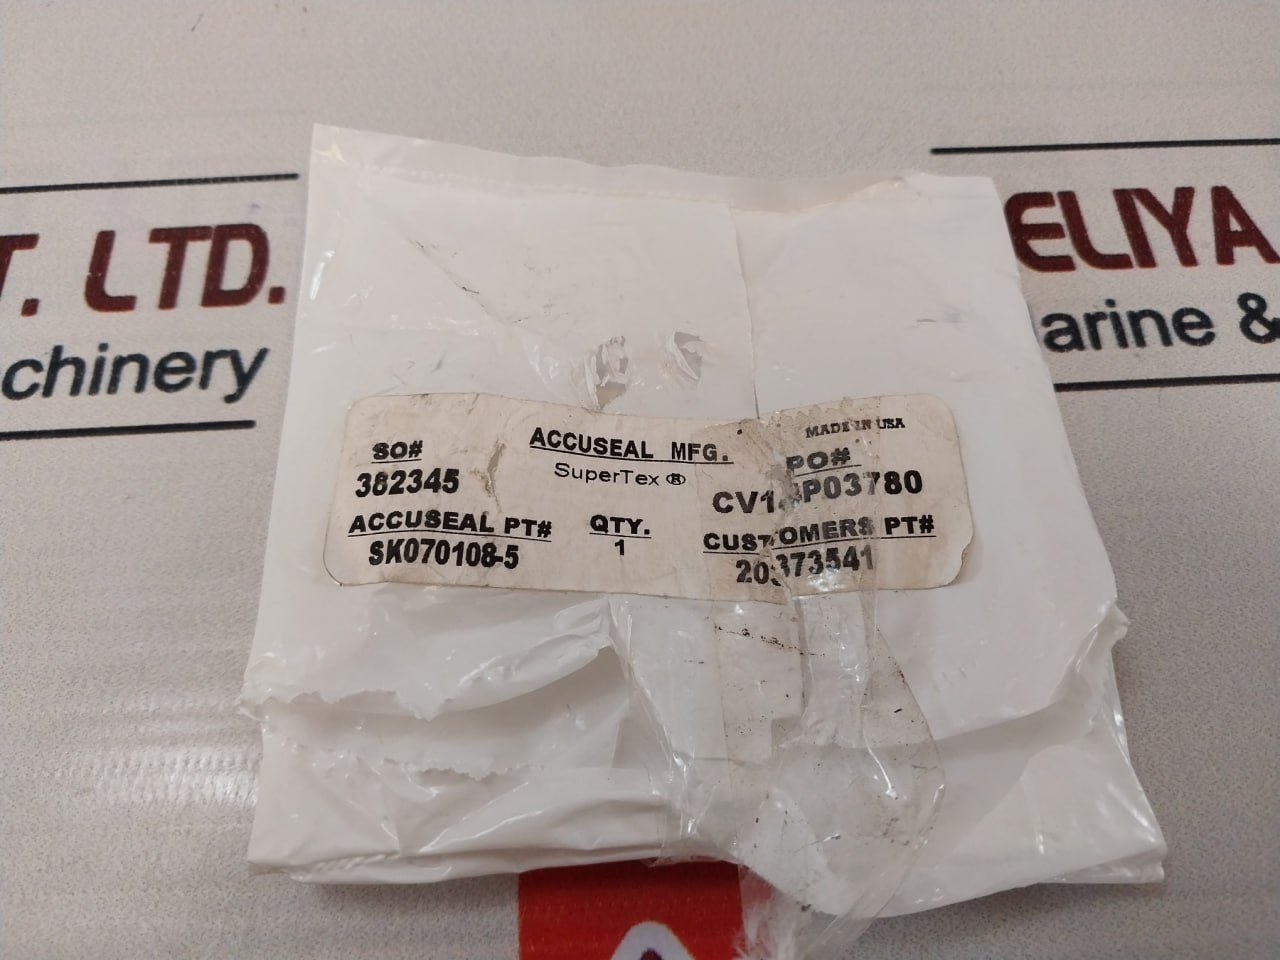 T. LTD.
chinery
ELIYA
arine &
MADE IN USA
ACCUSEAL MFG.
SuperTex®
SO#
382345
PO#
ACCUSEAL PT#
SK070108-5
QTY.
1
CUSTOMERS PT#
20373541